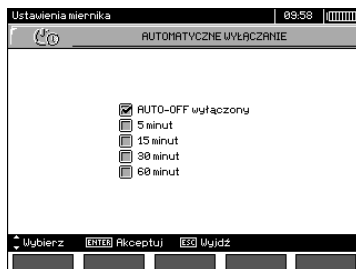 Ustawienia miernika 09:58
AUTOMATYCZNE WYŁĄCZANIE
AUTO-OFF wyłączony
5 minut
15 minut
30 minut
60 minut
Wybierz ENTER Akceptuj ESC Wyjdź